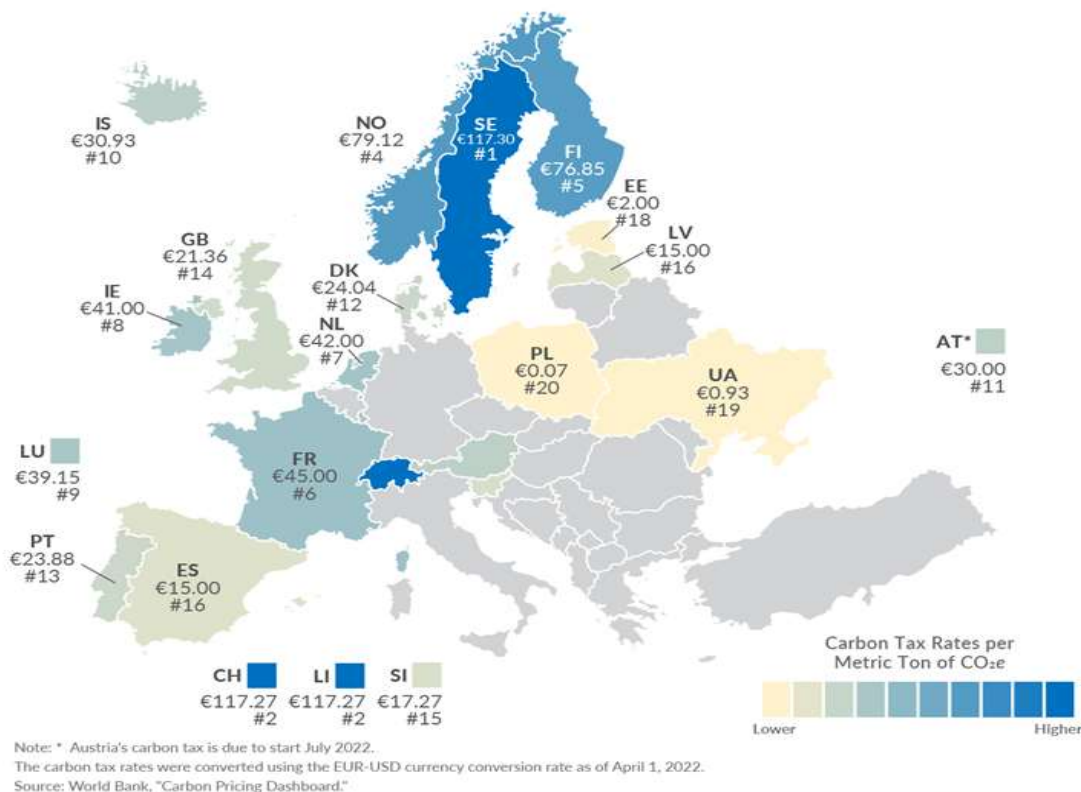 IS
€30.93
#10
NO
€79.12
#4
SE
€117.30
#1
FI
€76.85
#5
EE
€2.00
#18
LV
€15.00
#16
GB
€21.36
#14
DK
€24.04
#12
IE
€41.00
#8
NL
€42.00
#7
PL
€0.07
#20
UA
€0.93
#19
AT*
€30.00
#11
LU
€39.15
#9
FR
€45.00
#6
PT
€23.88
#13
ES
€15.00
#16
CH
€117.27
#2
LI
€117.27
#2
SI
€17.27
#15
Carbon Tax Rates per
Metric Ton of CO₂e
Lower
Higher
Note: * Austria's carbon tax is due to start July 2022.
The carbon tax rates were converted using the EUR-USD currency conversion rate as of April 1, 2022.
Source: World Bank, "Carbon Pricing Dashboard."